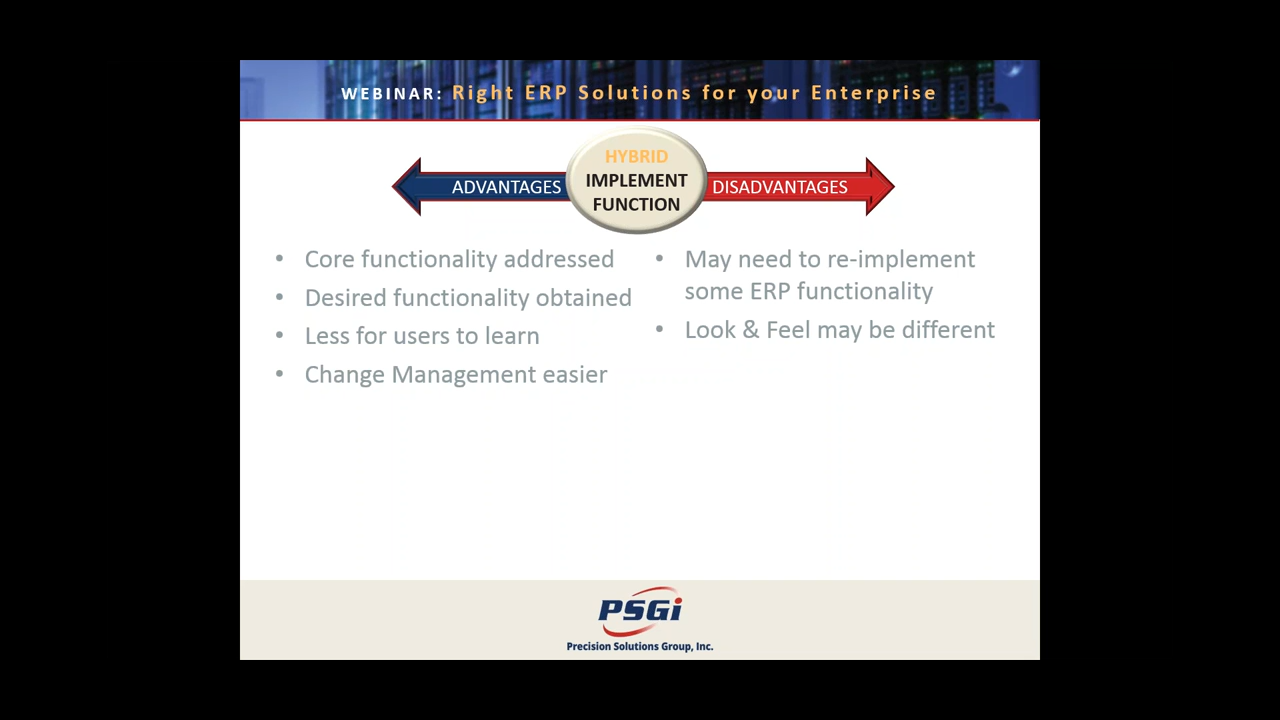 WEBINAR: Right ERP Solutions for your Enterprise
HYBRID
IMPLEMENT
FUNCTION
ADVANTAGES
DISADVANTAGES
• Core functionality addressed
• Desired functionality obtained
• Less for users to learn
• Change Management easier
• May need to re-implement
some ERP functionality
• Look & Feel may be different
PSGi
Precision Solutions Group, Inc.